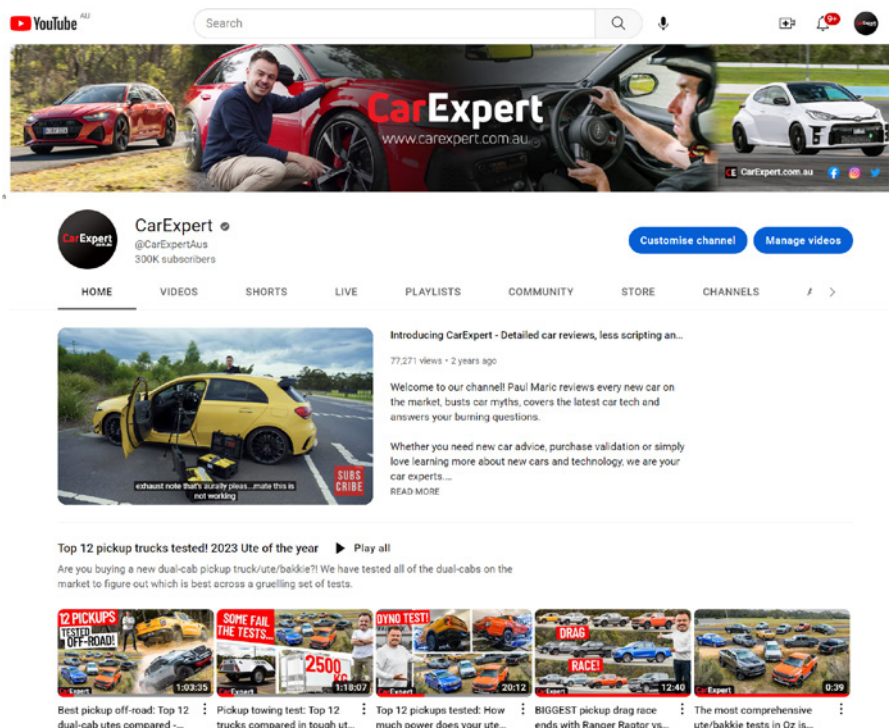 YouTube AU
Search
9+
CarExpert
www.carexpert.com.au
CE CarExpert.com.au
CarExpert
CarExpert
@CarExpertAus
300K subscribers
Customise channel
Manage videos
HOME VIDEOS SHORTS LIVE PLAYLISTS COMMUNITY STORE CHANNELS
Introducing CarExpert - Detailed car reviews, less scripting an...
77,271 views • 2 years ago
Welcome to our channel! Paul Maric reviews every new car on
the market, busts car myths, covers the latest car tech and
answers your burning questions.
Whether you need new car advice, purchase validation or simply
love learning more about new cars and technology, we are your
car experts....
READ MORE
exhaust note that's aurally pleas...mate this is
not working
SUBS
CRIBE
Top 12 pickup trucks tested! 2023 Ute of the year Play all
Are you buying a new dual-cab pickup truck/ute/bakkie?! We have tested all of the dual-cabs on the
market to figure out which is best across a gruelling set of tests.
12 PICKUPS
TESTED
OFF-ROAD!
CarExpert
1:03:35
SOME FAIL
THE TESTS...
2500
KG
CarExpert
1:18:07
DYNO TEST!
CarExpert
20:12
DRAG
RACE!
CarExpert
12:40
CarExpert
0:39
Best pickup off-road: Top 12
dual-cab utes compared -...
Pickup towing test: Top 12
trucks compared in tough ut...
Top 12 pickups tested: How
much power does your ute...
BIGGEST pickup drag race
ends with Ranger Raptor vs...
The most comprehensive
ute/bakkie tests in Oz is...